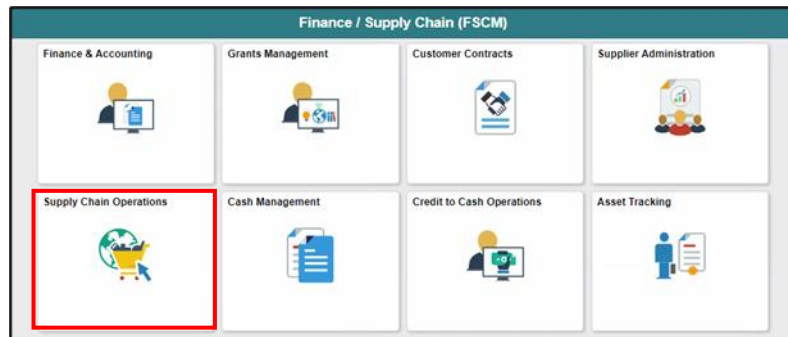 Finance / Supply Chain (FSCM)
Finance & Accounting
Grants Management
Customer Contracts
Supplier Administration
Supply Chain Operations
Cash Management
Credit to Cash Operations
Asset Tracking